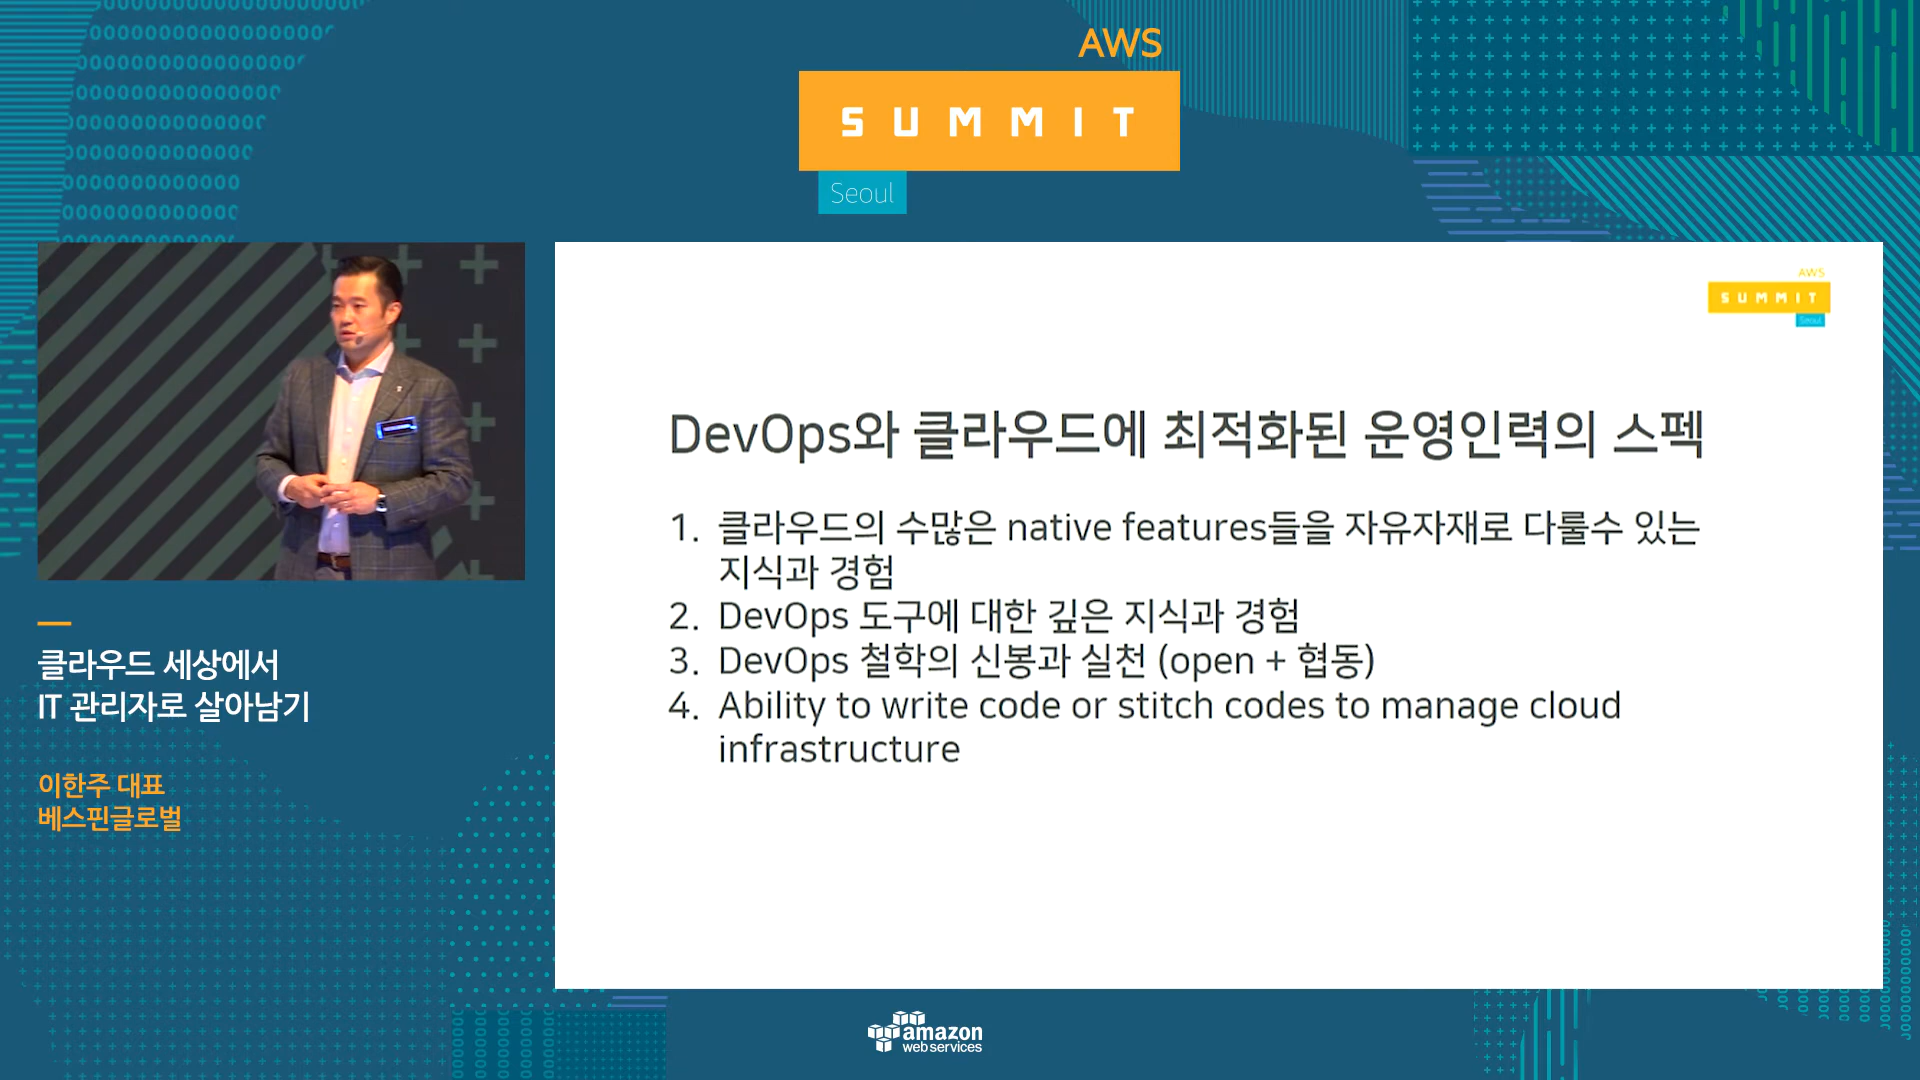 AWS
SUMMIT
Seoul
AWS
SUMMIT
Seoul
DevOps와 클라우드에 최적화된 운영인력의 스펙
1. 클라우드의 수많은 native features들을 자유자재로 다룰수 있는
지식과 경험
2. DevOps 도구에 대한 깊은 지식과 경험
3. DevOps 철학의 신봉과 실천 (open + 협동)
4. Ability to write code or stitch codes to manage cloud
infrastructure
클라우드 세상에서
IT 관리자로 살아남기
이한주 대표
베스핀글로벌
amazon
web services